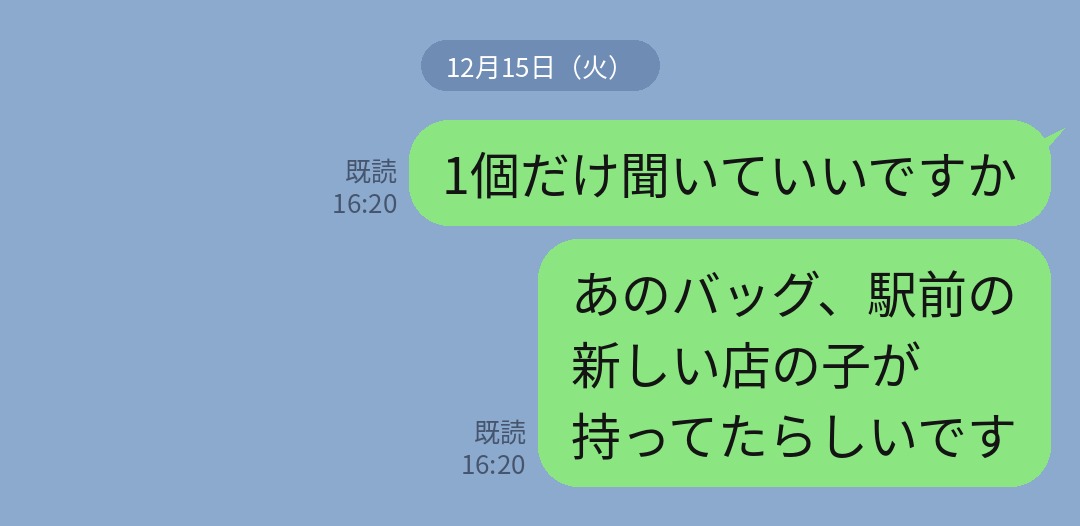 12月15日（火）
1個だけ聞いていいですか
既読
16:20
あのバッグ、駅前の
新しい店の子が
持ってたらしいです
既読
16:20